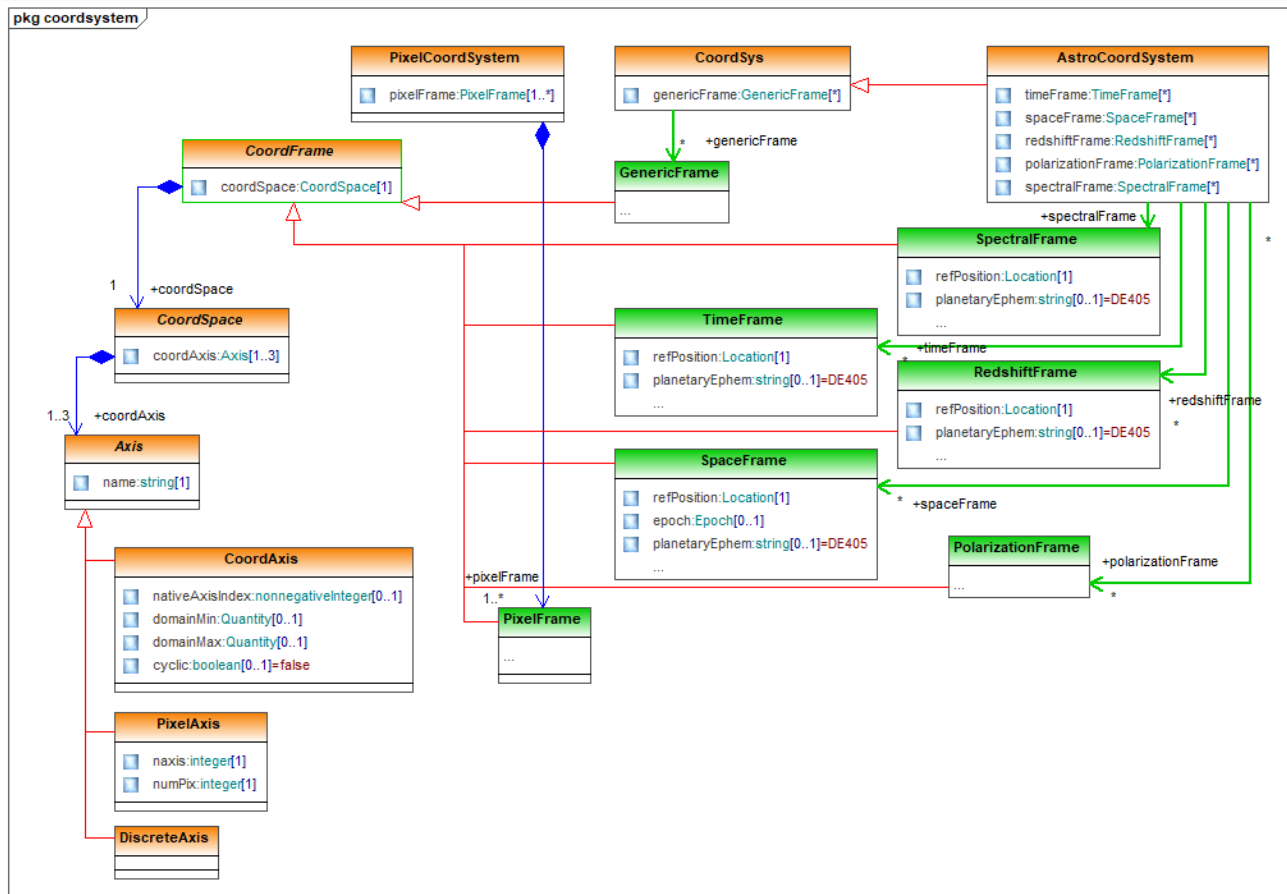 pkg coordsystem
PixelCoordSystem
pixelFrame:PixelFrame[1..*]
CoordSys
genericFrame:GenericFrame[*]
AstroCoordSystem
timeFrame:TimeFrame[*]
spaceFrame:SpaceFrame[*]
redshiftFrame:RedshiftFrame[*]
polarizationFrame:PolarizationFrame[*]
spectralFrame:SpectralFrame[*]
* +genericFrame
CoordFrame
coordSpace:CoordSpace[1]
GenericFrame
...
+spectralFrame
*
SpectralFrame
refPosition:Location[1]
planetaryEphem:string[0..1]=DE405
...
1 +coordSpace
CoordSpace
coordAxis:Axis[1..3]
TimeFrame
refPosition:Location[1]
planetaryEphem:string[0..1]=DE405
...
* +timeFrame
RedshiftFrame
refPosition:Location[1]
planetaryEphem:string[0..1]=DE405
...
+redshiftFrame
*
1..3 +coordAxis
Axis
name:string[1]
SpaceFrame
refPosition:Location[1]
epoch:Epoch[0..1]
planetaryEphem:string[0..1]=DE405
...
* +spaceFrame
PolarizationFrame
...
+polarizationFrame
*
CoordAxis
nativeAxisIndex:nonnegativeInteger[0..1]
domainMin:Quantity[0..1]
domainMax:Quantity[0..1]
cyclic:boolean[0..1]=false
+pixelFrame
1..*
PixelFrame
...
PixelAxis
naxis:integer[1]
numPix:integer[1]
DiscreteAxis